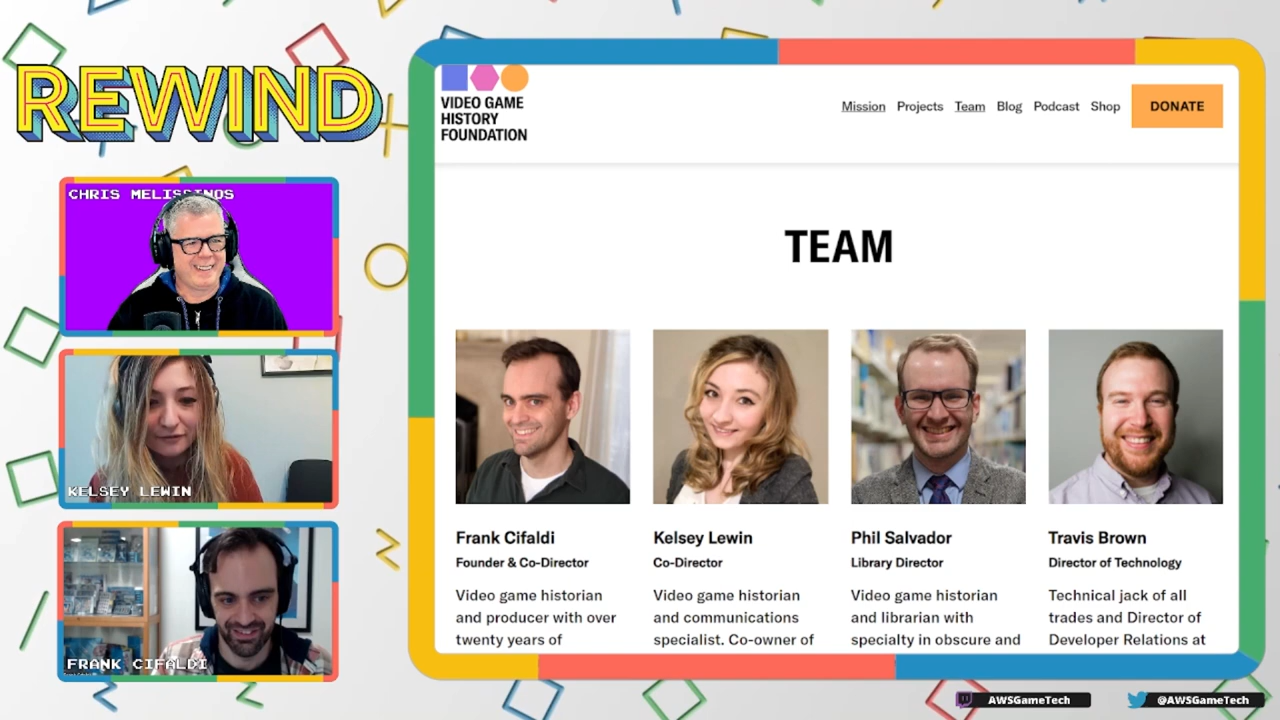 REWIND
CHRIS MELISSINOS
KELSEY LEWIN
FRANK CIFALDI
VIDEO GAME
HISTORY
FOUNDATION
Mission Projects Team Blog Podcast Shop DONATE
TEAM
Frank Cifaldi
Founder & Co-Director
Video game historian
and producer with over
twenty years of
Kelsey Lewin
Co-Director
Video game historian
and communications
specialist. Co-owner of
Phil Salvador
Library Director
Video game historian
and librarian with
specialty in obscure and
Travis Brown
Director of Technology
Technical jack of all
trades and Director of
Developer Relations at
AWSGameTech
@AWSGameTech